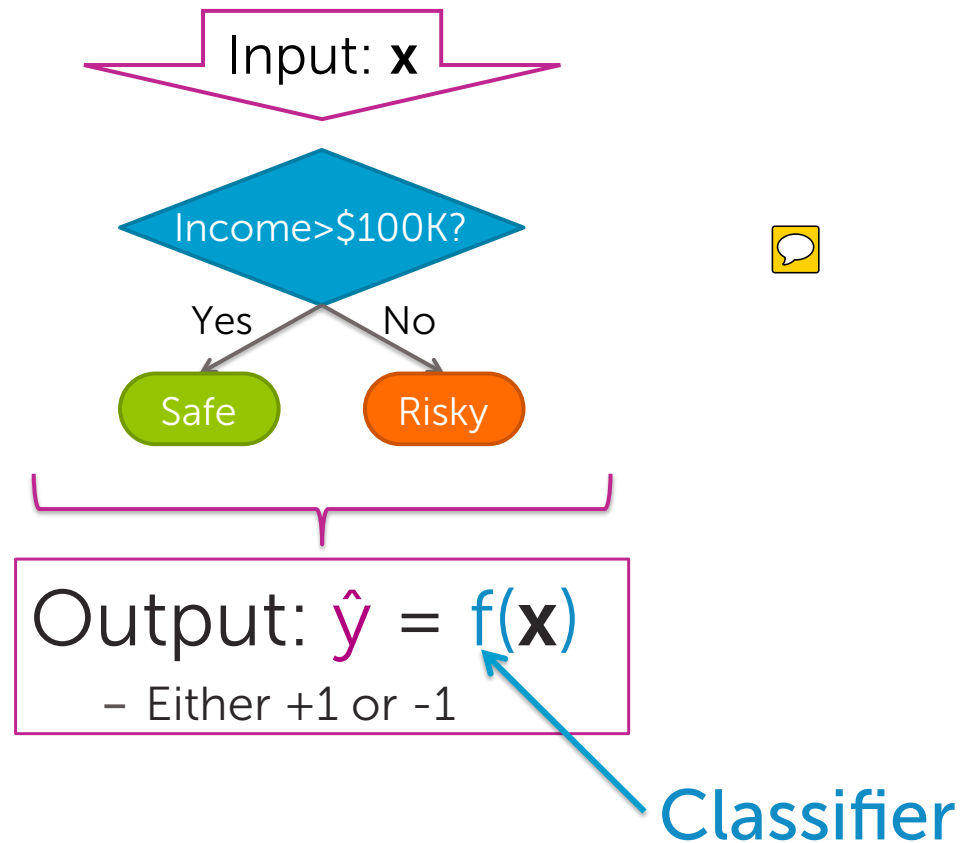 Input: x
Income>$100K?
Yes No
Safe Risky
Output: ŷ = f(x)
– Either +1 or -1
Classifier